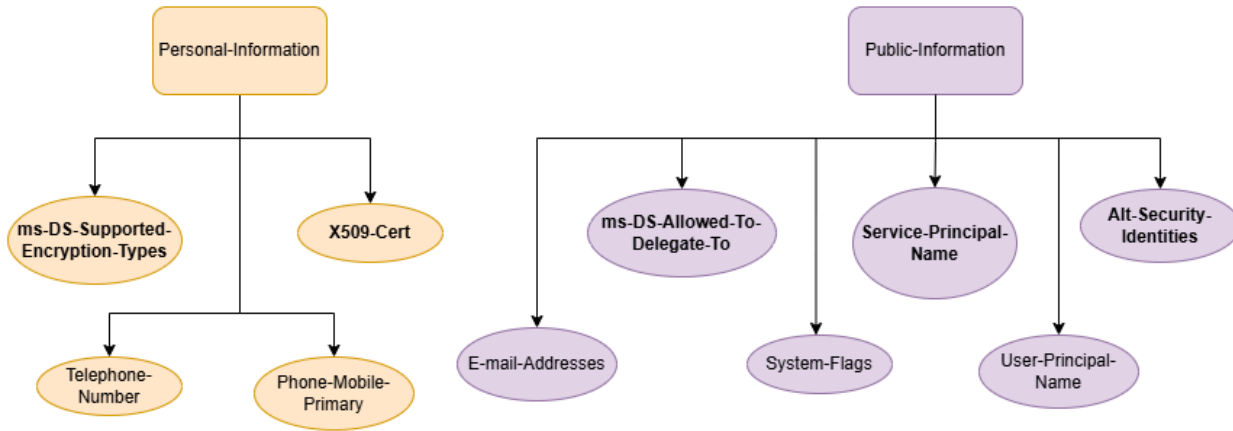 Personal-Information
Public-Information
ms-DS-Supported-
Encryption-Types
X509-Cert
ms-DS-Allowed-To-
Delegate-To
Service-Principal-
Name
Alt-Security-
Identities
Telephone-
Number
Phone-Mobile-
Primary
E-mail-Addresses
System-Flags
User-Principal-
Name